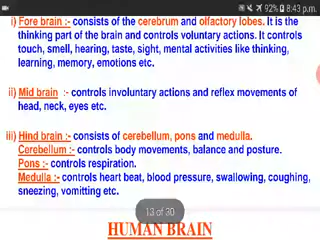 92% 8:43 p.m.
i) Fore brain :- consists of the cerebrum and olfactory lobes. It is the
thinking part of the brain and controls voluntary actions. It controls
touch, smell, hearing, taste, sight, mental activities like thinking,
learning, memory, emotions etc.
ii) Mid brain :- controls involuntary actions and reflex movements of
head, neck, eyes etc.
iii) Hind brain :- consists of cerebellum, pons and medulla.
Cerebellum :- controls body movements, balance and posture.
Pons :- controls respiration.
Medulla :- controls heart beat, blood pressure, swallowing, coughing,
sneezing, vomitting etc.
13 of 30
HUMAN BRAIN